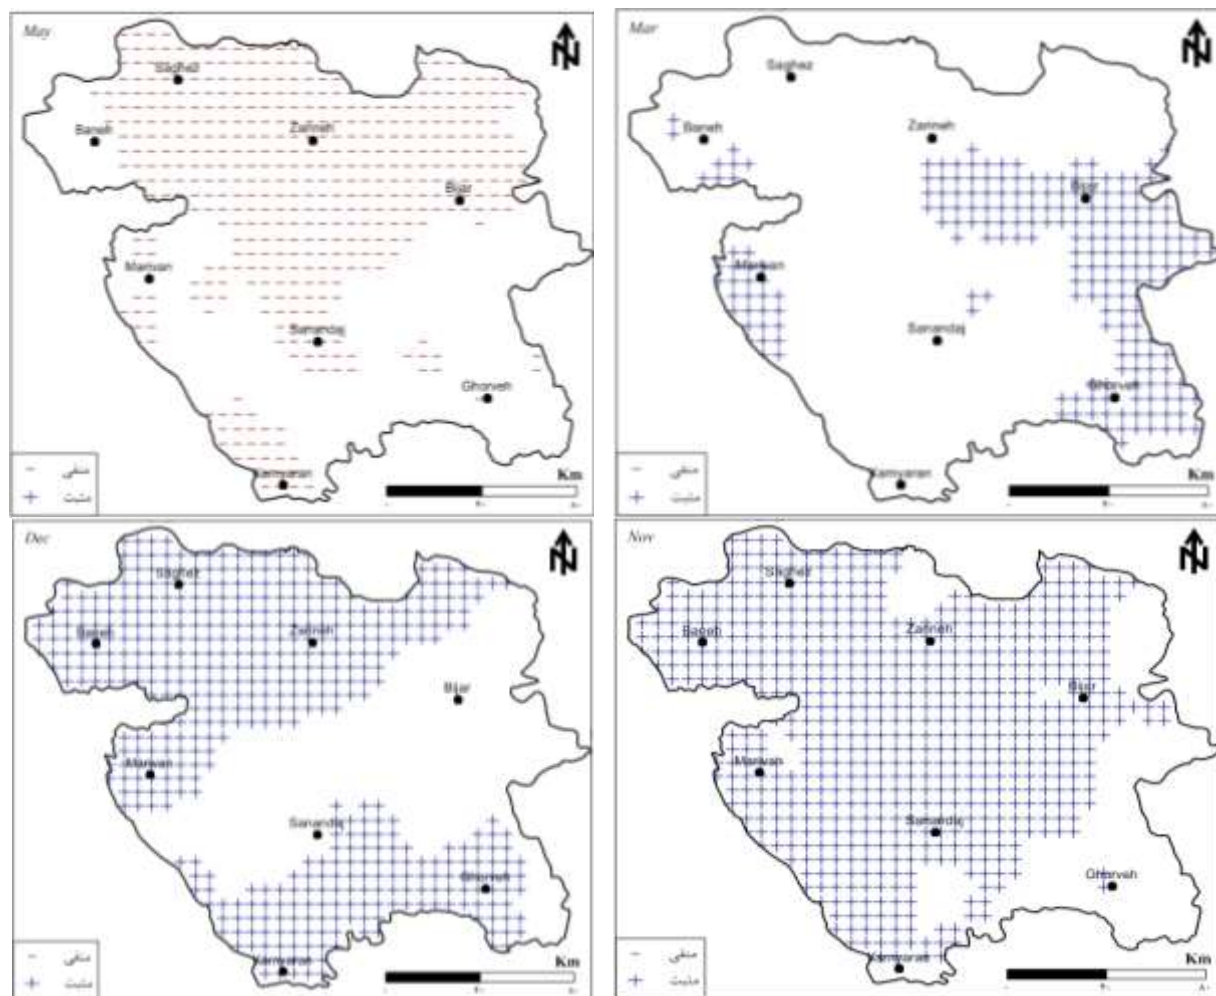 May
N
Saghez
Baneh
Zarineh
Bijar
Marivan
Sanandaj
Ghorveh
Kamyaran
منفی
مثبت
Km
Mar
N
Saghez
Baneh
Zarineh
Bijar
Marivan
Sanandaj
Ghorveh
Kamyaran
منفی
مثبت
Km
Dec
N
Saghez
Baneh
Zarineh
Bijar
Marivan
Sanandaj
Ghorveh
Kamyaran
منفی
مثبت
Km
Nov
N
Saghez
Baneh
Zarineh
Bijar
Marivan
Sanandaj
Ghorveh
Kamyaran
منفی
مثبت
Km